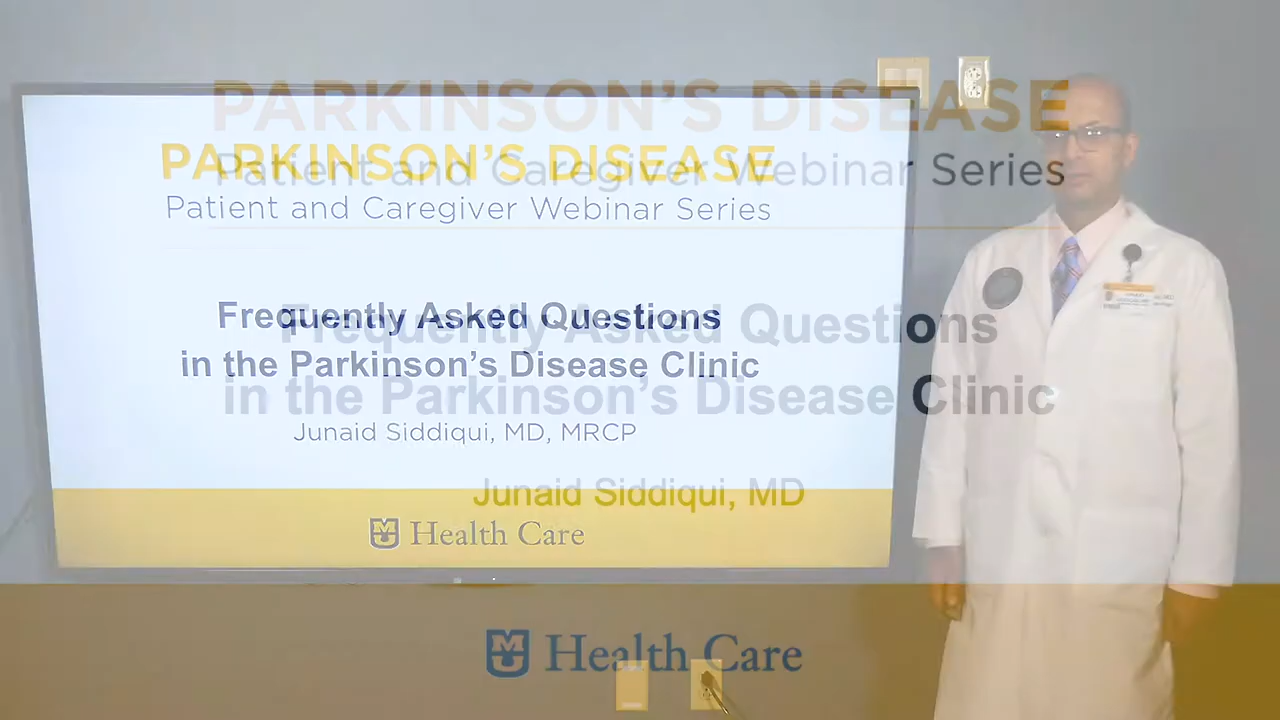 PARKINSON'S DISEASE
Patient and Caregiver Webinar Series
Frequently Asked Questions
in the Parkinson's Disease Clinic
Junaid Siddiqui, MD
MU Health Care
PARKINSON'S DISEASE
Patient and Caregiver Webinar Series
Frequently Asked Questions
in the Parkinson's Disease Clinic
Junaid Siddiqui, MD, MRCP
MU Health Care